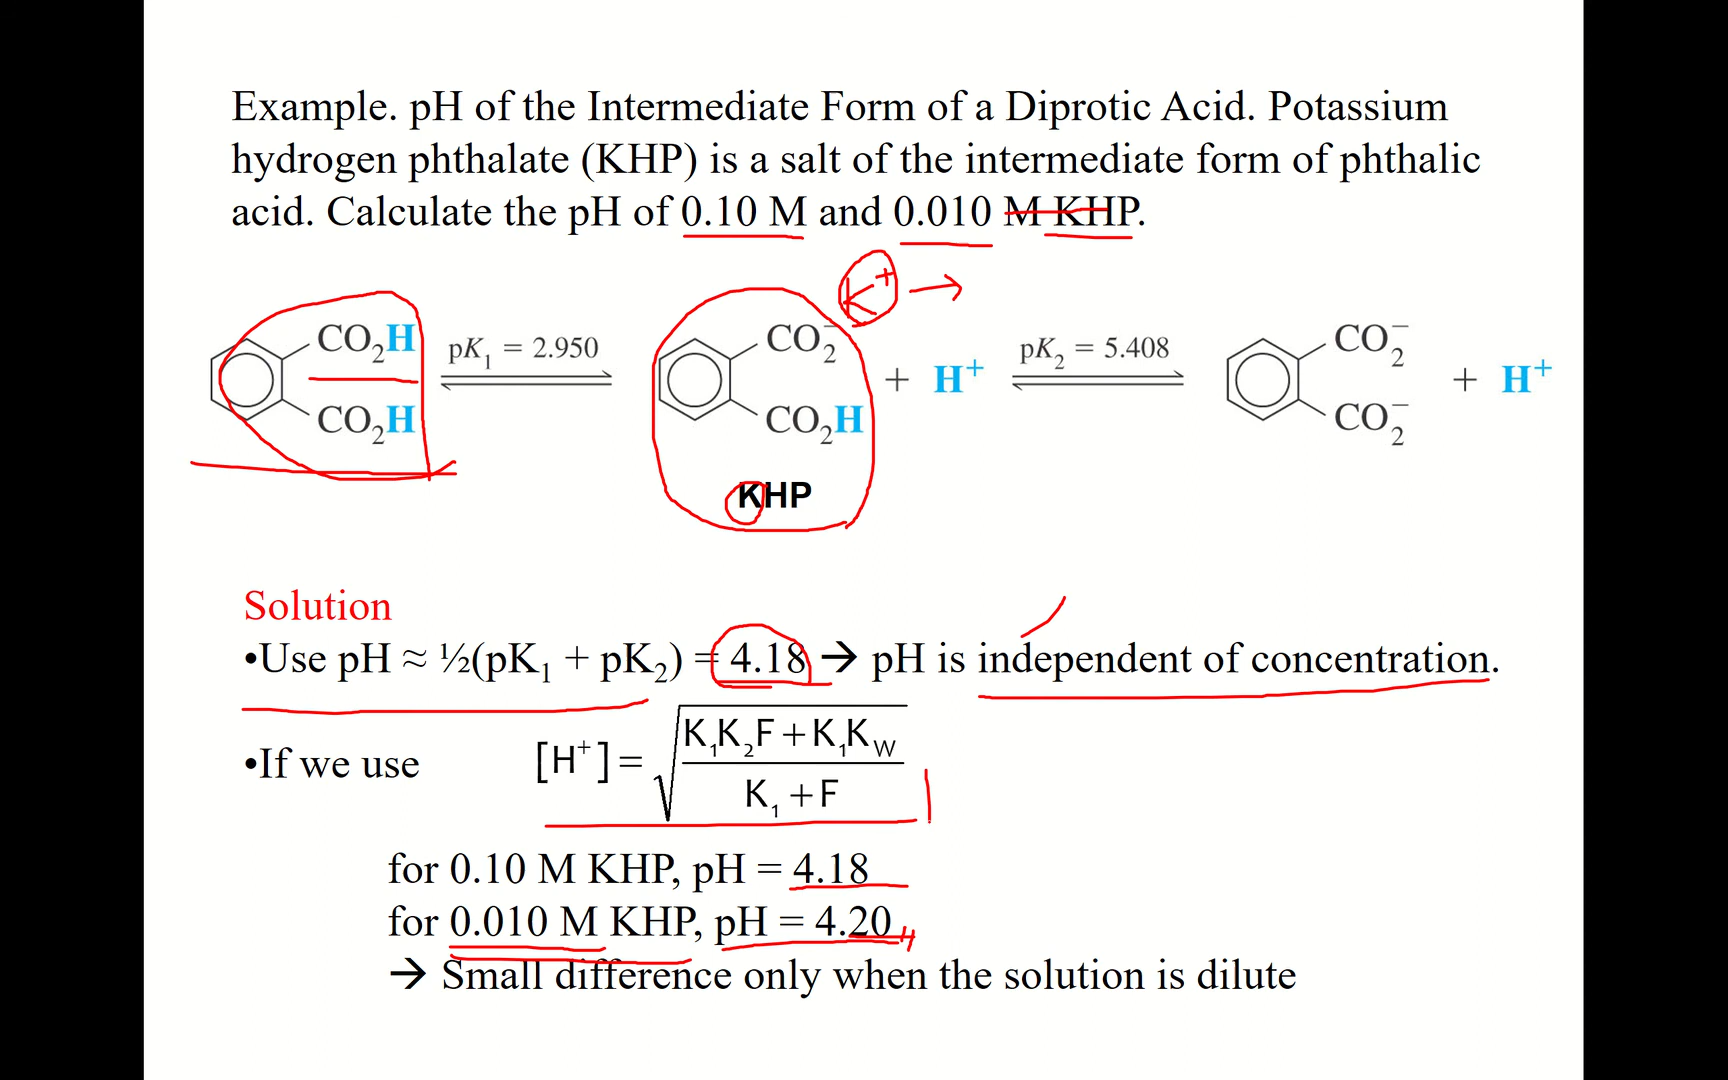 Example. pH of the Intermediate Form of a Diprotic Acid. Potassium
hydrogen phthalate (KHP) is a salt of the intermediate form of phthalic
acid. Calculate the pH of 0.10 M and 0.010 M KHP.
K⁺ →
CO₂H pK₁ = 2.950 CO₂⁻ + H⁺ pK₂ = 5.408 CO₂⁻ + H⁺
CO₂H CO₂H CO₂⁻
KHP
Solution
•Use pH ≈ ½(pK₁ + pK₂) = 4.18 → pH is independent of concentration.
•If we use [H⁺] = √((K₁K₂F + K₁K_W)/(K₁ + F))
for 0.10 M KHP, pH = 4.18
for 0.010 M KHP, pH = 4.20
→ Small difference only when the solution is dilute